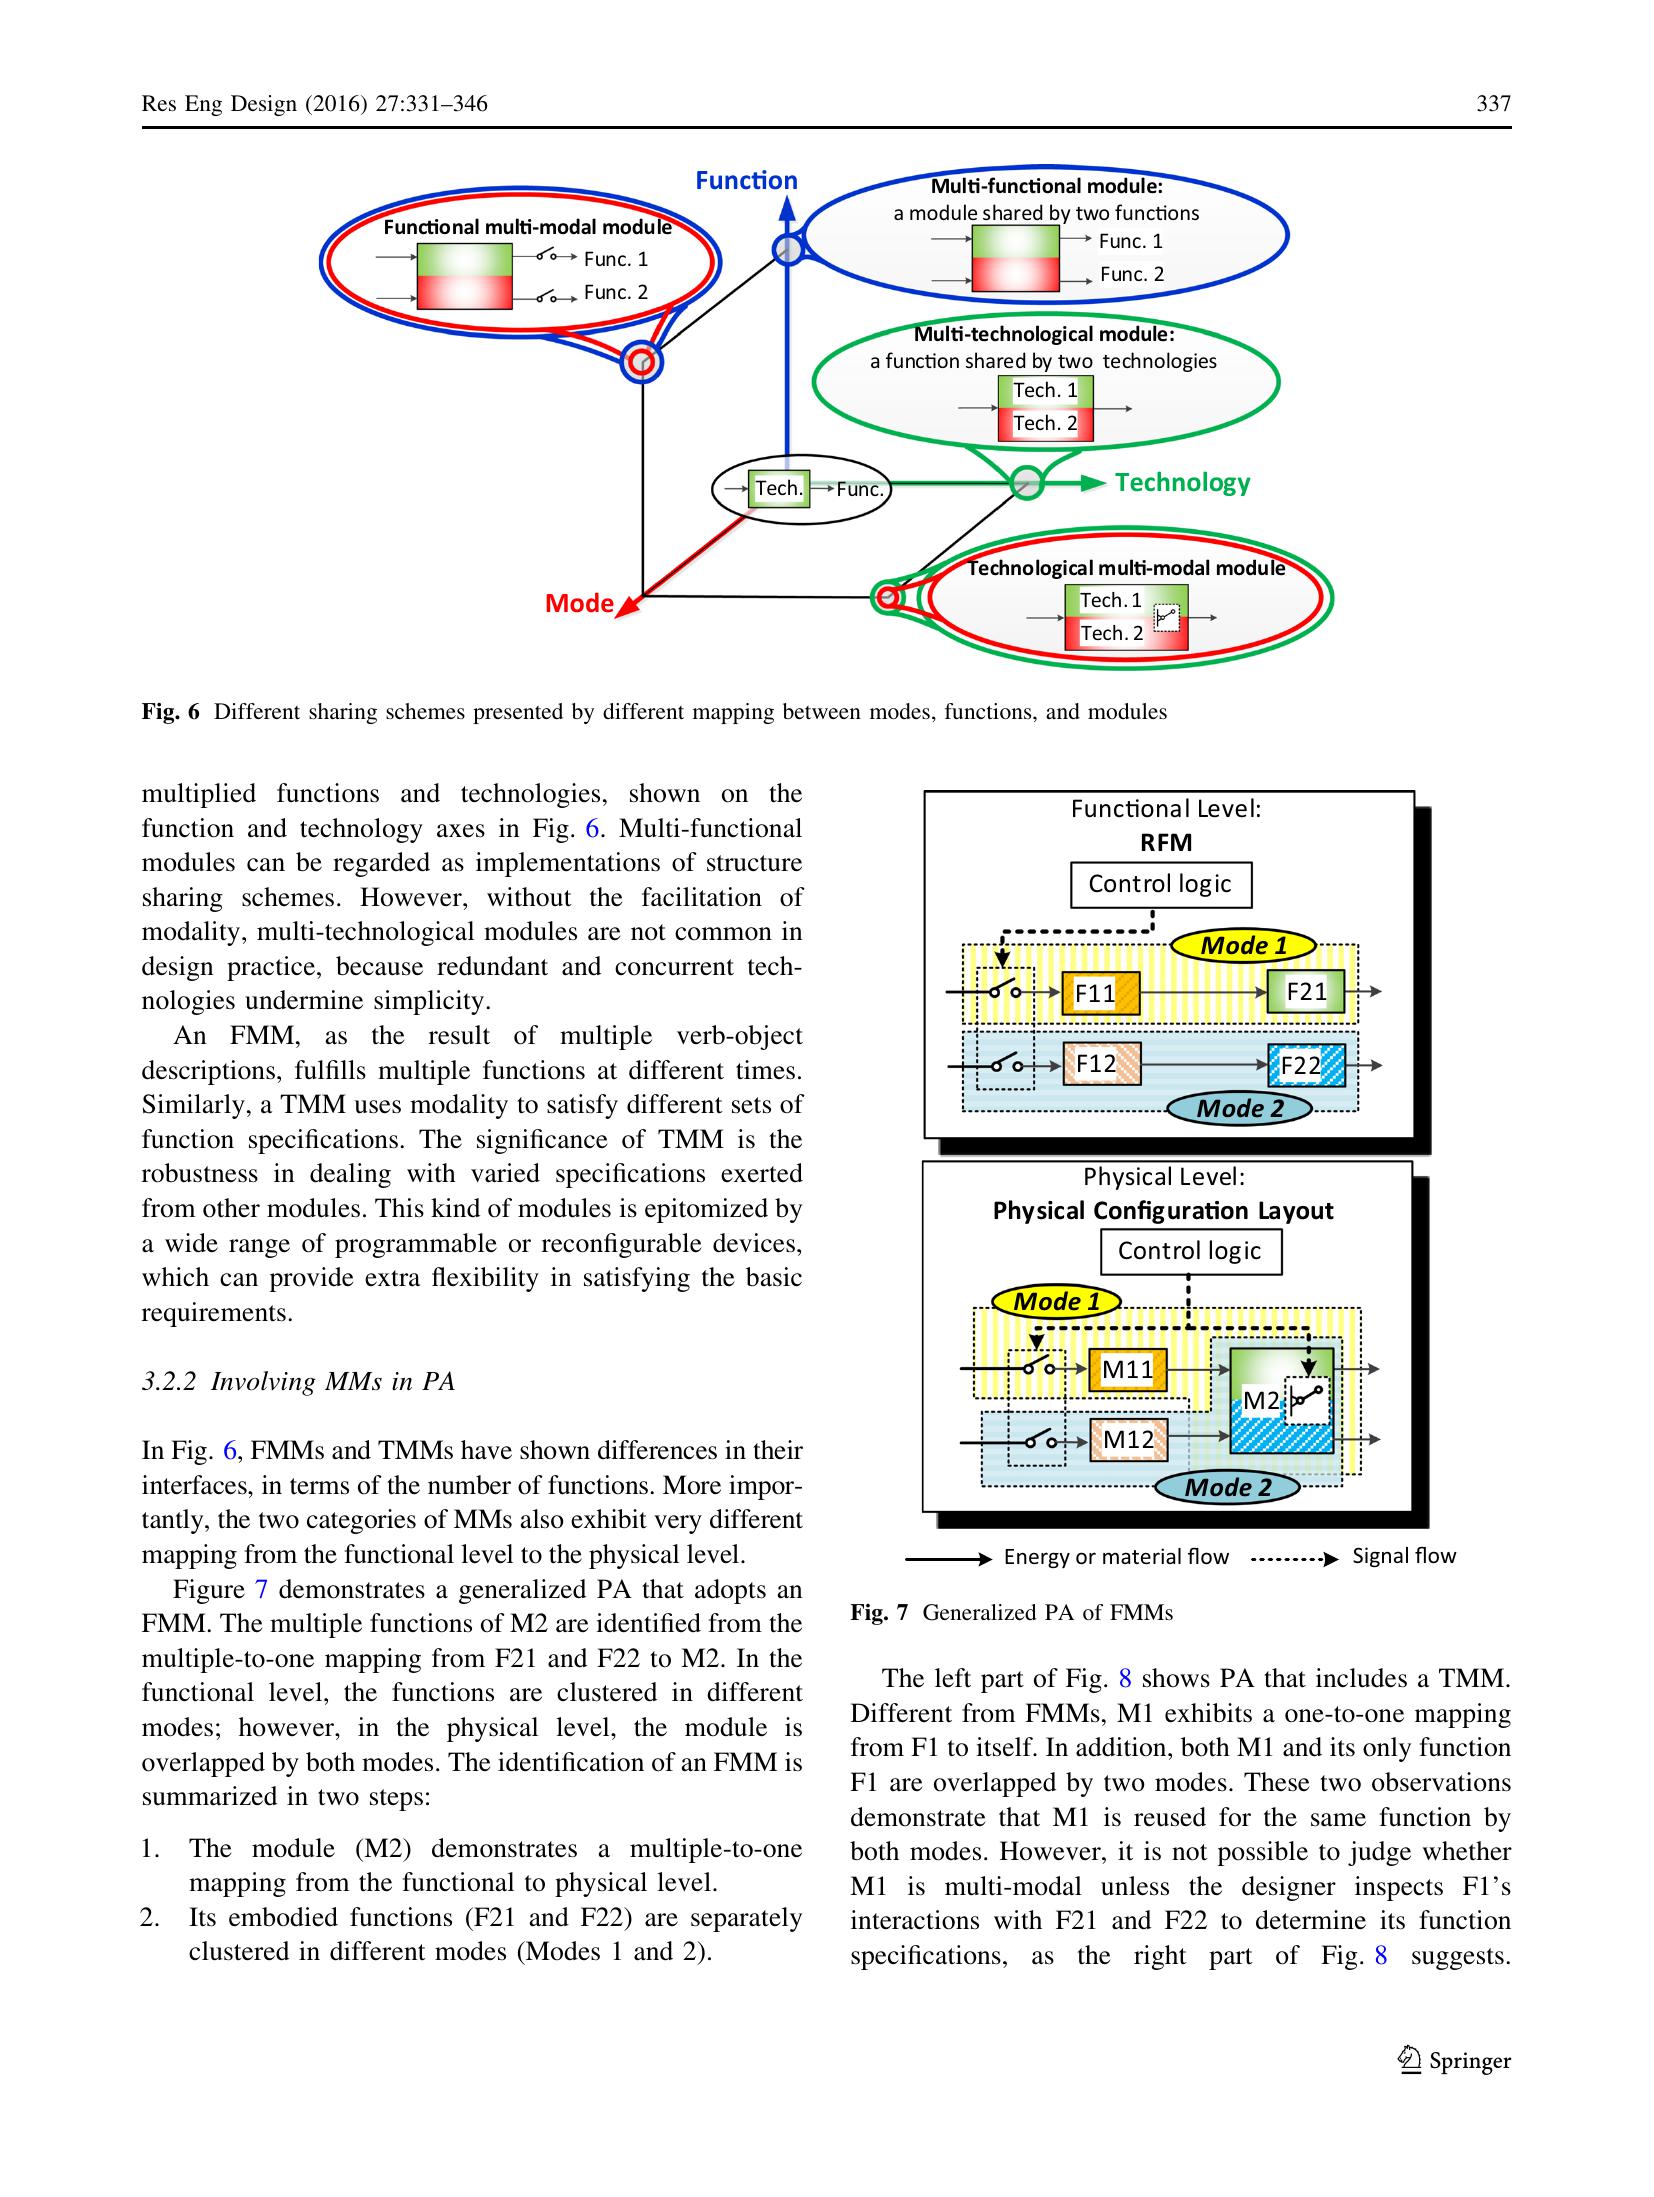 Res Eng Design (2016) 27:331–346
337
Function
Functional multi-modal module
Func. 1
Func. 2
Multi-functional module:
a module shared by two functions
Func. 1
Func. 2
Multi-technological module:
a function shared by two technologies
Tech. 1
Tech. 2
Tech.
Func.
Technology
Mode
Technological multi-modal module
Tech. 1
Tech. 2
Fig. 6 Different sharing schemes presented by different mapping between modes, functions, and modules
multiplied functions and technologies, shown on the
function and technology axes in Fig. 6. Multi-functional
modules can be regarded as implementations of structure
sharing schemes. However, without the facilitation of
modality, multi-technological modules are not common in
design practice, because redundant and concurrent tech-
nologies undermine simplicity.
An FMM, as the result of multiple verb-object
descriptions, fulfills multiple functions at different times.
Similarly, a TMM uses modality to satisfy different sets of
function specifications. The significance of TMM is the
robustness in dealing with varied specifications exerted
from other modules. This kind of modules is epitomized by
a wide range of programmable or reconfigurable devices,
which can provide extra flexibility in satisfying the basic
requirements.
3.2.2 Involving MMs in PA
In Fig. 6, FMMs and TMMs have shown differences in their
interfaces, in terms of the number of functions. More impor-
tantly, the two categories of MMs also exhibit very different
mapping from the functional level to the physical level.
Figure 7 demonstrates a generalized PA that adopts an
FMM. The multiple functions of M2 are identified from the
multiple-to-one mapping from F21 and F22 to M2. In the
functional level, the functions are clustered in different
modes; however, in the physical level, the module is
overlapped by both modes. The identification of an FMM is
summarized in two steps:
1. The module (M2) demonstrates a multiple-to-one
mapping from the functional to physical level.
2. Its embodied functions (F21 and F22) are separately
clustered in different modes (Modes 1 and 2).
Functional Level:
RFM
Control logic
Mode 1
F11
F21
F12
F22
Mode 2
Physical Level:
Physical Configuration Layout
Control logic
Mode 1
M11
M2
M12
Mode 2
Energy or material flow
Signal flow
Fig. 7 Generalized PA of FMMs
The left part of Fig. 8 shows PA that includes a TMM.
Different from FMMs, M1 exhibits a one-to-one mapping
from F1 to itself. In addition, both M1 and its only function
F1 are overlapped by two modes. These two observations
demonstrate that M1 is reused for the same function by
both modes. However, it is not possible to judge whether
M1 is multi-modal unless the designer inspects F1's
interactions with F21 and F22 to determine its function
specifications, as the right part of Fig. 8 suggests.
Springer